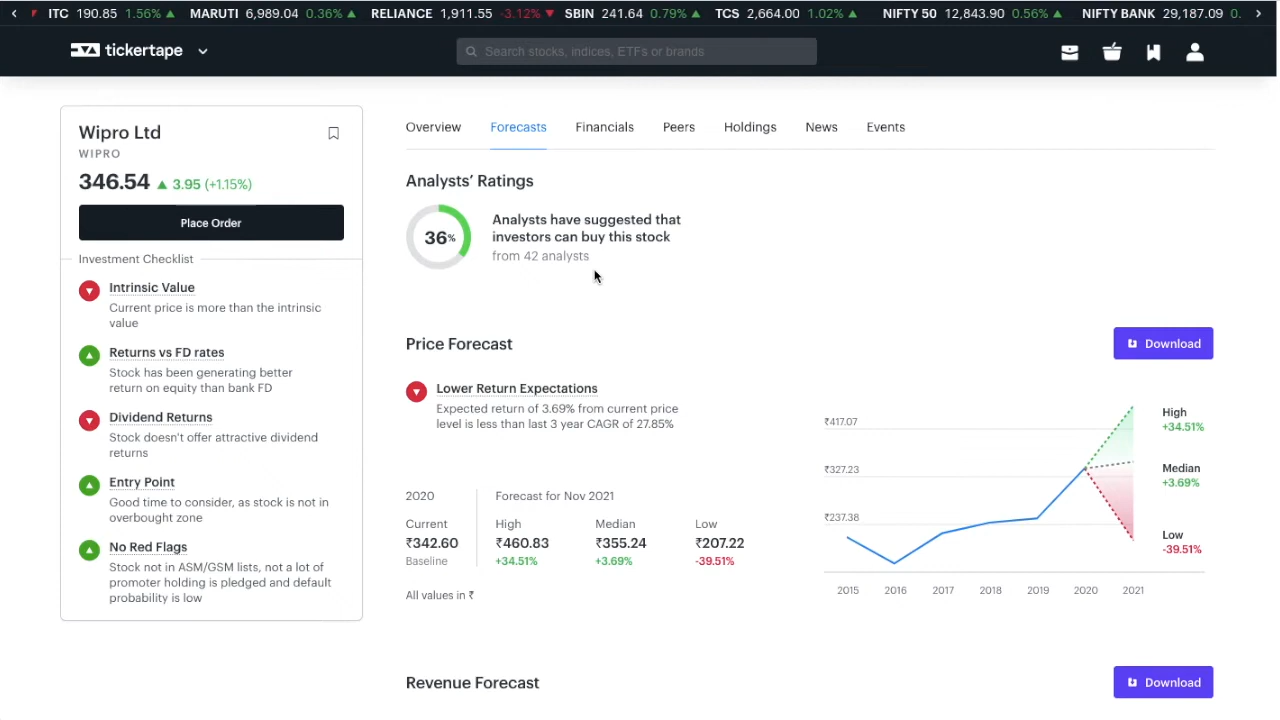 ITC 190.85 1.56% MARUTI 6,989.04 0.36% RELIANCE 1,911.55 -3.12% SBIN 241.64 0.79% TCS 2,664.00 1.02% NIFTY 50 12,843.90 0.56% NIFTY BANK 29,187.09 0.
tickertape
Search stocks, indices, ETFs or brands
Wipro Ltd
WIPRO
346.54 3.95 (+1.15%)
Place Order
Investment Checklist
Intrinsic Value
Current price is more than the intrinsic
value
Returns vs FD rates
Stock has been generating better
return on equity than bank FD
Dividend Returns
Stock doesn't offer attractive dividend
returns
Entry Point
Good time to consider, as stock is not in
overbought zone
No Red Flags
Stock not in ASM/GSM lists, not a lot of
promoter holding is pledged and default
probability is low
Overview Forecasts Financials Peers Holdings News Events
Analysts' Ratings
36%
Analysts have suggested that
investors can buy this stock
from 42 analysts
Price Forecast
Download
Lower Return Expectations
Expected return of 3.69% from current price
level is less than last 3 year CAGR of 27.85%
2020 Forecast for Nov 2021
Current High Median Low
₹342.60 ₹460.83 ₹355.24 ₹207.22
Baseline +34.51% +3.69% -39.51%
All values in ₹
₹417.07
₹327.23
₹237.38
High
+34.51%
Median
+3.69%
Low
-39.51%
2015 2016 2017 2018 2019 2020 2021
Revenue Forecast
Download